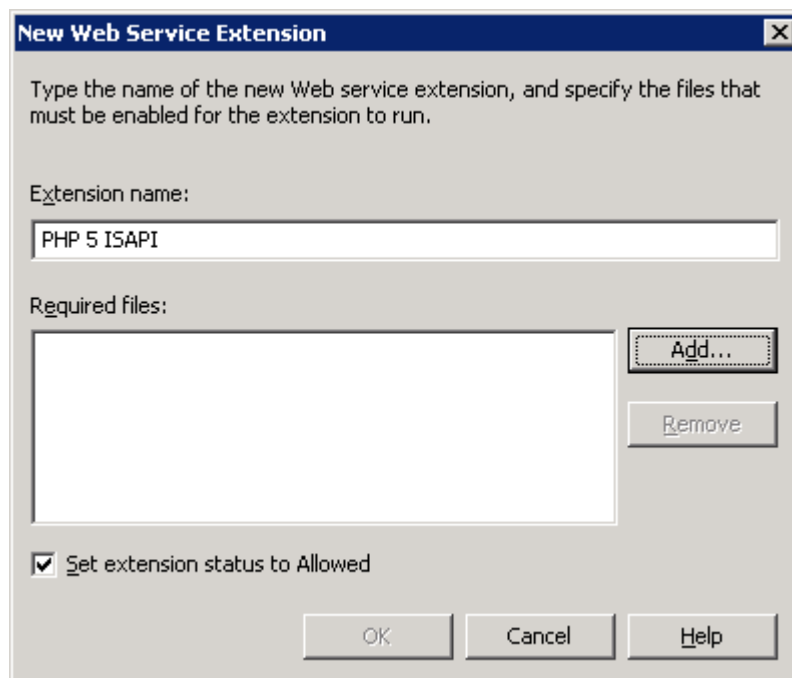 New Web Service Extension
Type the name of the new Web service extension, and specify the files that
must be enabled for the extension to run.
Extension name:
PHP 5 ISAPI
Required files:
Add...
Remove
Set extension status to Allowed
OK Cancel Help